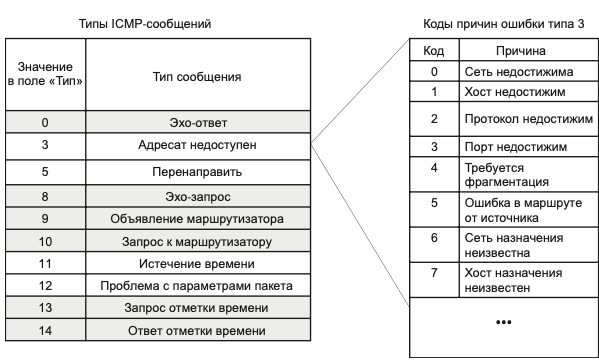 Типы ICMP-сообщений
Значение
в поле «Тип»
Тип сообщения
0 Эхо-ответ
3 Адресат недоступен
5 Перенаправить
8 Эхо-запрос
9 Объявление маршрутизатора
10 Запрос к маршрутизатору
11 Истечение времени
12 Проблема с параметрами пакета
13 Запрос отметки времени
14 Ответ отметки времени
Коды причин ошибки типа 3
Код Причина
0 Сеть недостижима
1 Хост недостижим
2 Протокол недостижим
3 Порт недостижим
4 Требуется
фрагментация
5 Ошибка в маршруте
от источника
6 Сеть назначения
неизвестна
7 Хост назначения
неизвестен
...